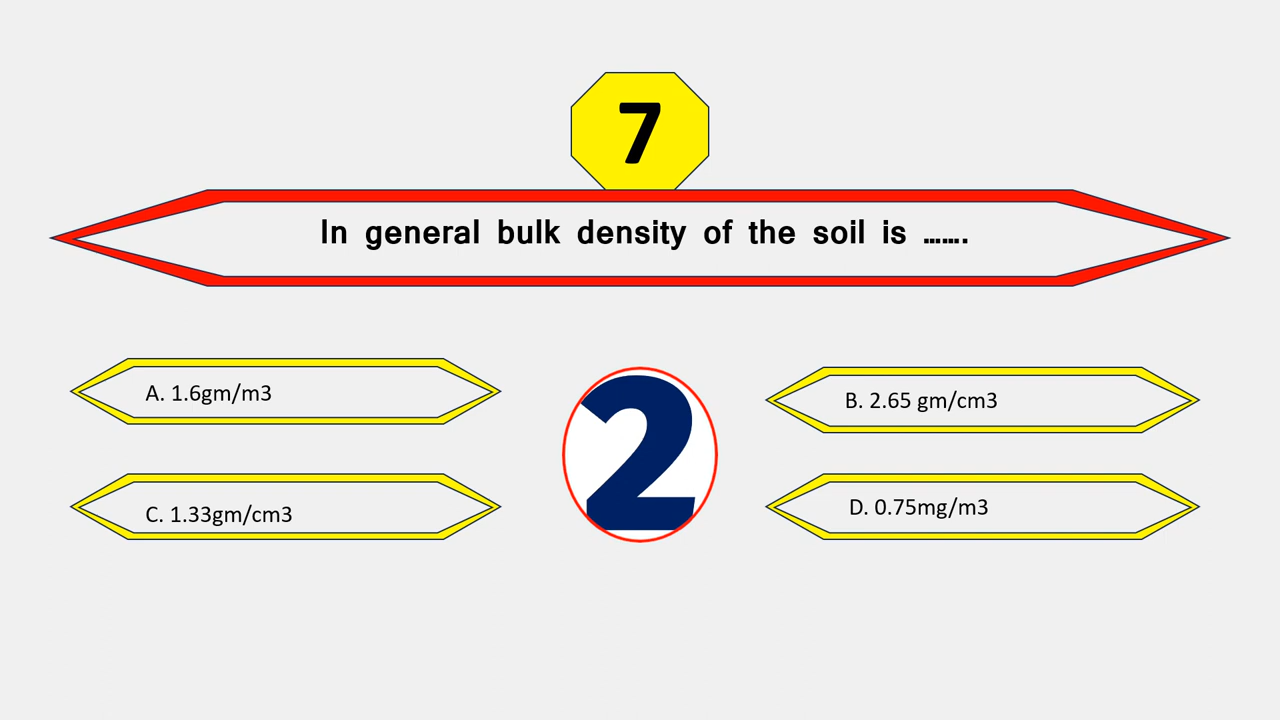 7
In general bulk density of the soil is …….
A. 1.6gm/m3
B. 2.65 gm/cm3
2
C. 1.33gm/cm3
D. 0.75mg/m3